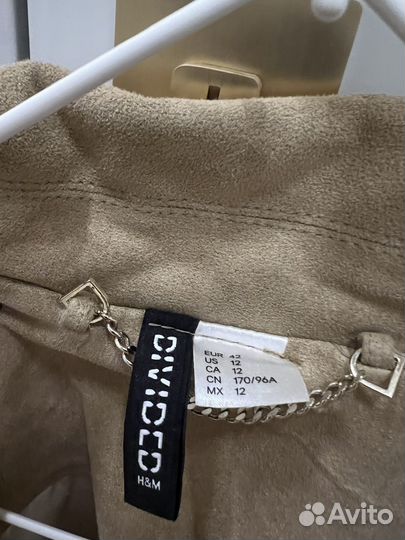 DIVIDED
H&M
EUR 42
US 12
CA 12
CN 170/96A
MX 12
Avito